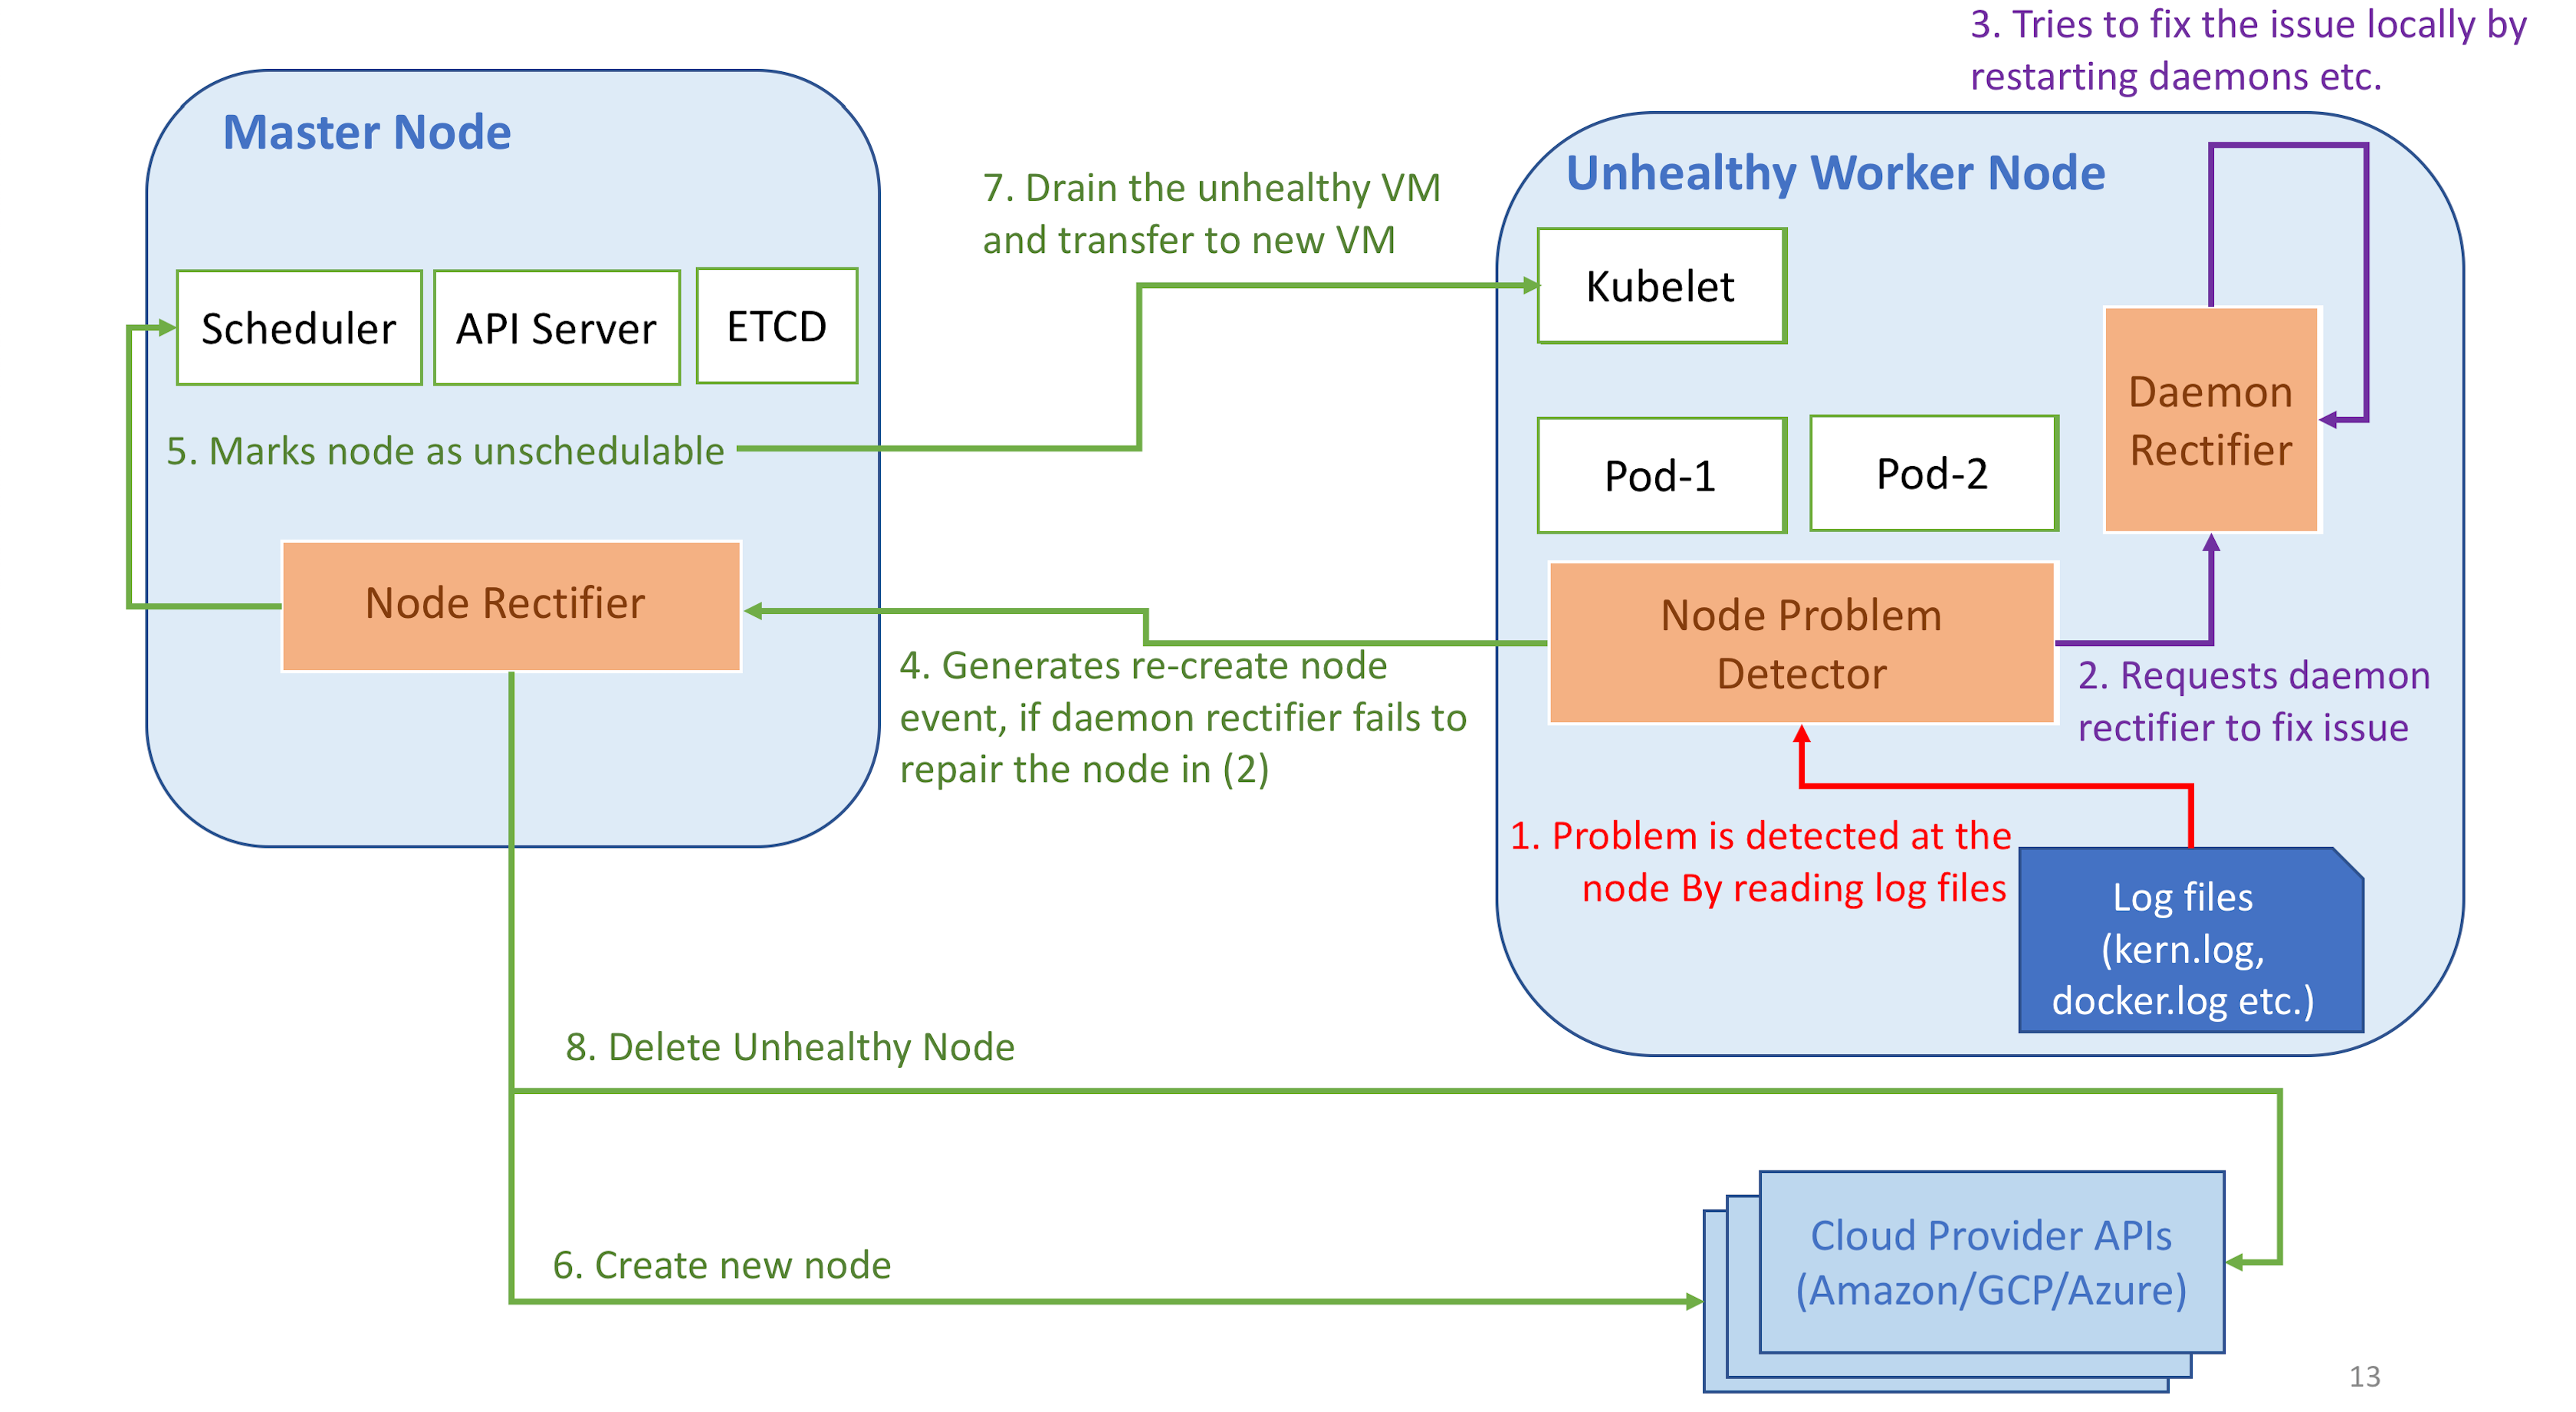 3. Tries to fix the issue locally by
restarting daemons etc.
Master Node
Unhealthy Worker Node
7. Drain the unhealthy VM
and transfer to new VM
Kubelet
Scheduler
API Server
ETCD
Daemon
Rectifier
5. Marks node as unschedulable
Pod-1
Pod-2
Node Rectifier
Node Problem
Detector
4. Generates re-create node
event, if daemon rectifier fails to
repair the node in (2)
2. Requests daemon
rectifier to fix issue
1. Problem is detected at the
node By reading log files
Log files
(kern.log,
docker.log etc.)
8. Delete Unhealthy Node
6. Create new node
Cloud Provider APIs
(Amazon/GCP/Azure)
13